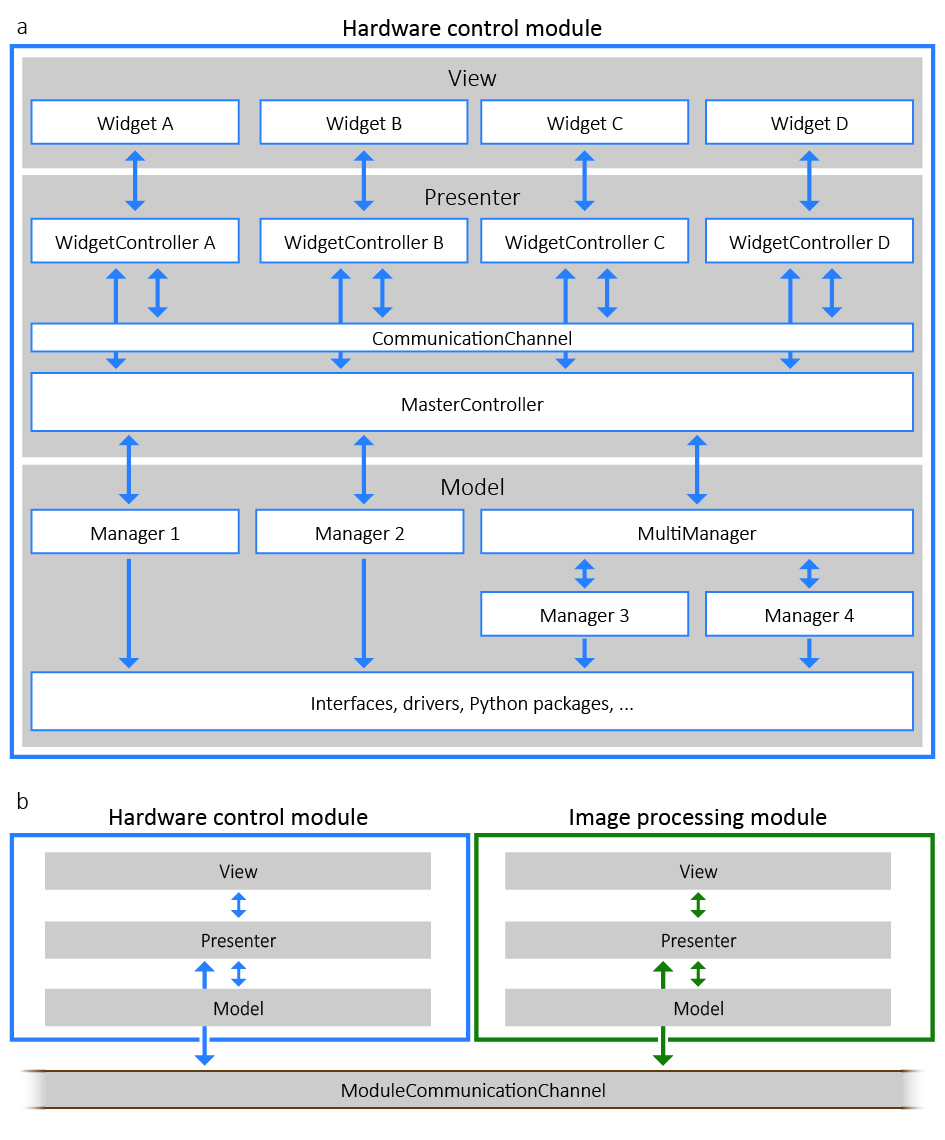 a
Hardware control module
View
Widget A
Widget B
Widget C
Widget D
Presenter
WidgetController A
WidgetController B
WidgetController C
WidgetController D
CommunicationChannel
MasterController
Model
Manager 1
Manager 2
MultiManager
Manager 3
Manager 4
Interfaces, drivers, Python packages, ...
b
Hardware control module
View
Presenter
Model
Image processing module
View
Presenter
Model
ModuleCommunicationChannel